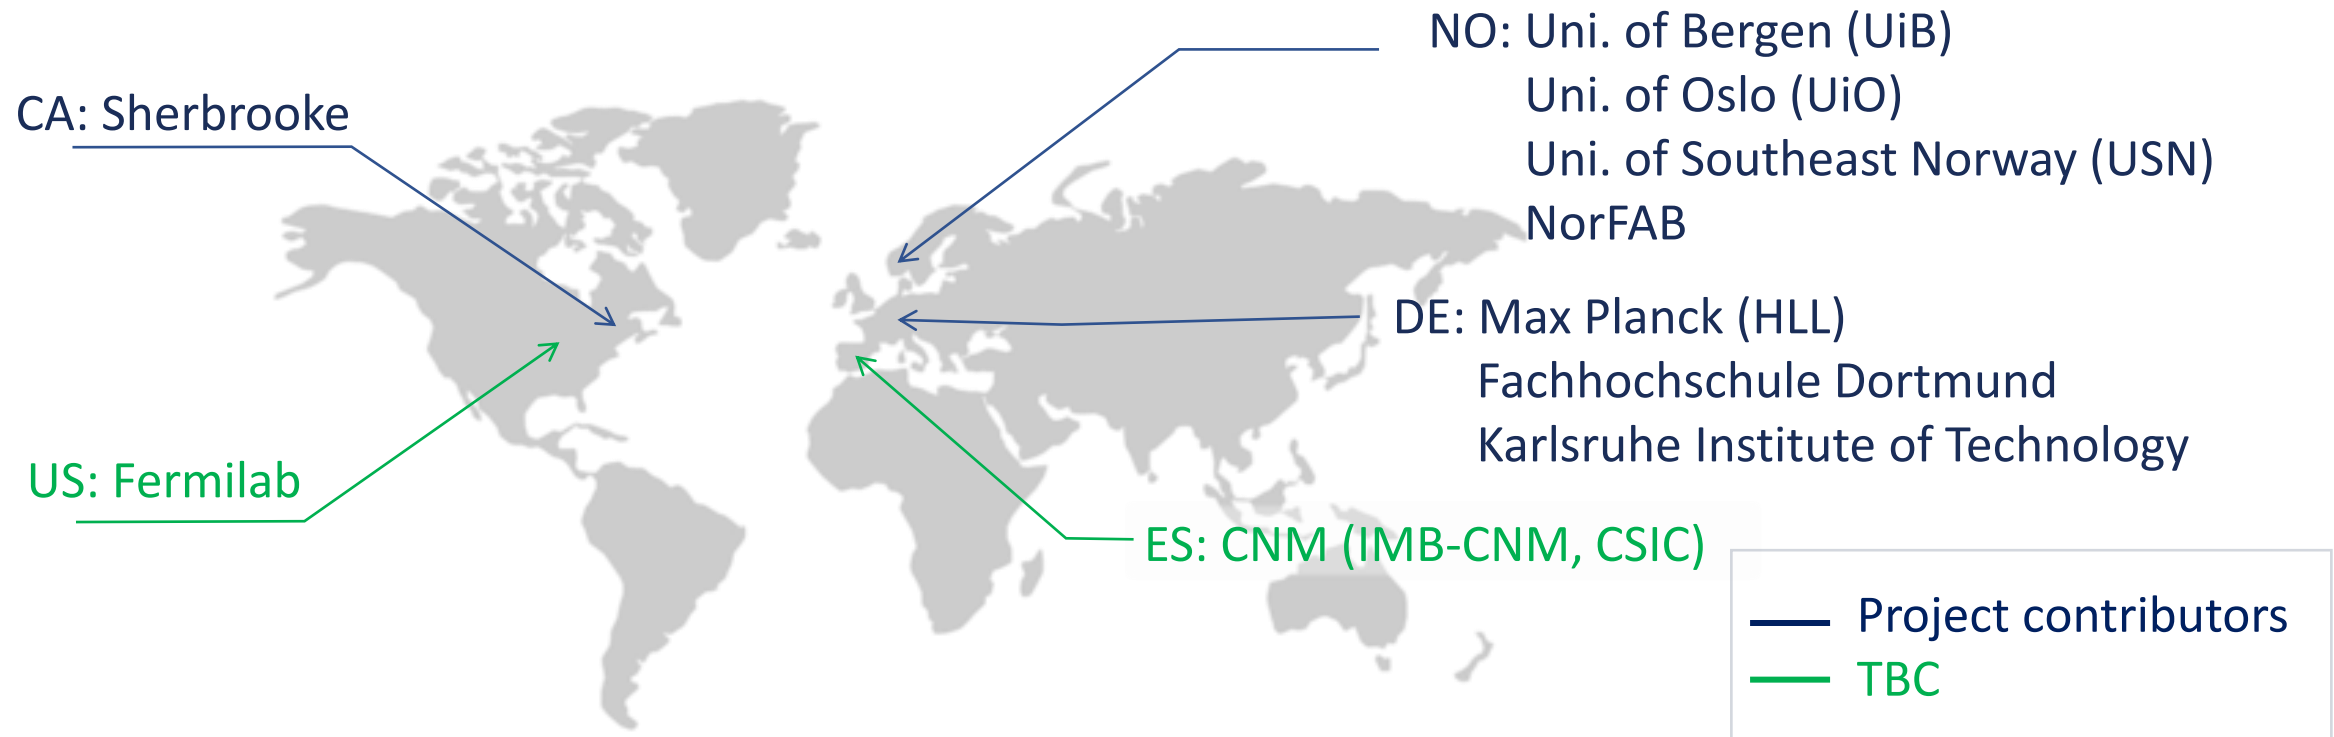 NO: Uni. of Bergen (UiB)
Uni. of Oslo (UiO)
Uni. of Southeast Norway (USN)
NorFAB
CA: Sherbrooke
DE: Max Planck (HLL)
Fachhochschule Dortmund
Karlsruhe Institute of Technology
US: Fermilab
ES: CNM (IMB-CNM, CSIC)
Project contributors
TBC